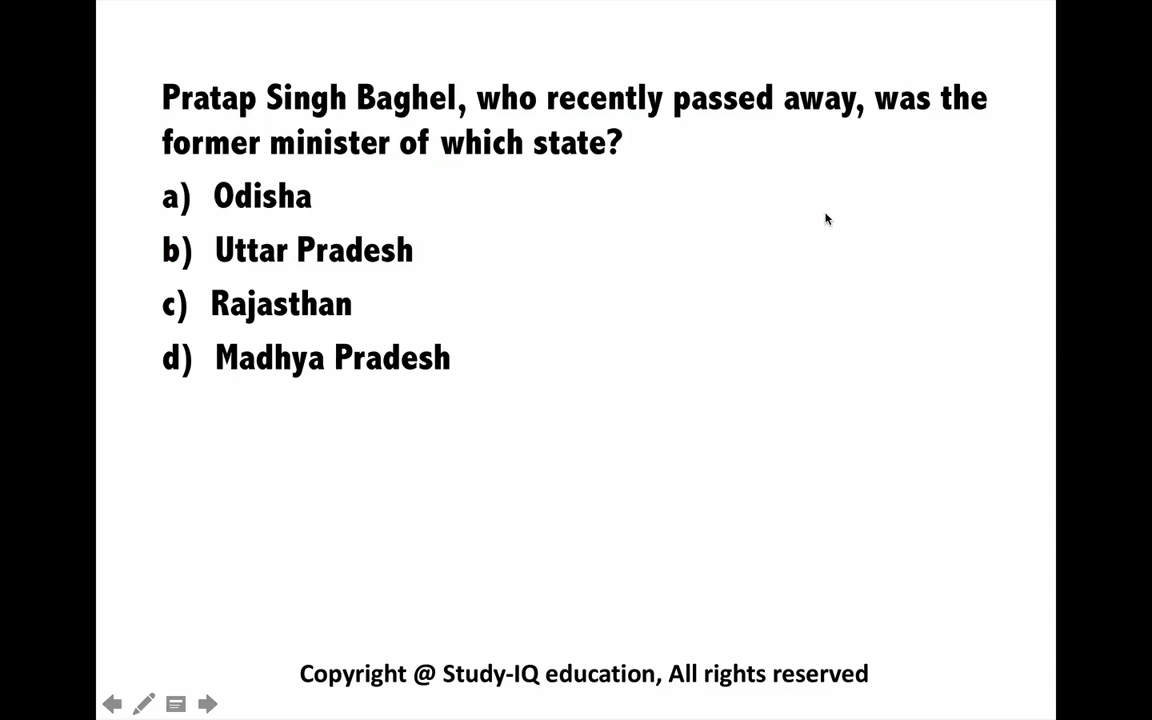 Pratap Singh Baghel, who recently passed away, was the
former minister of which state?
a) Odisha
b) Uttar Pradesh
c) Rajasthan
d) Madhya Pradesh
Copyright @ Study-IQ education, All rights reserved